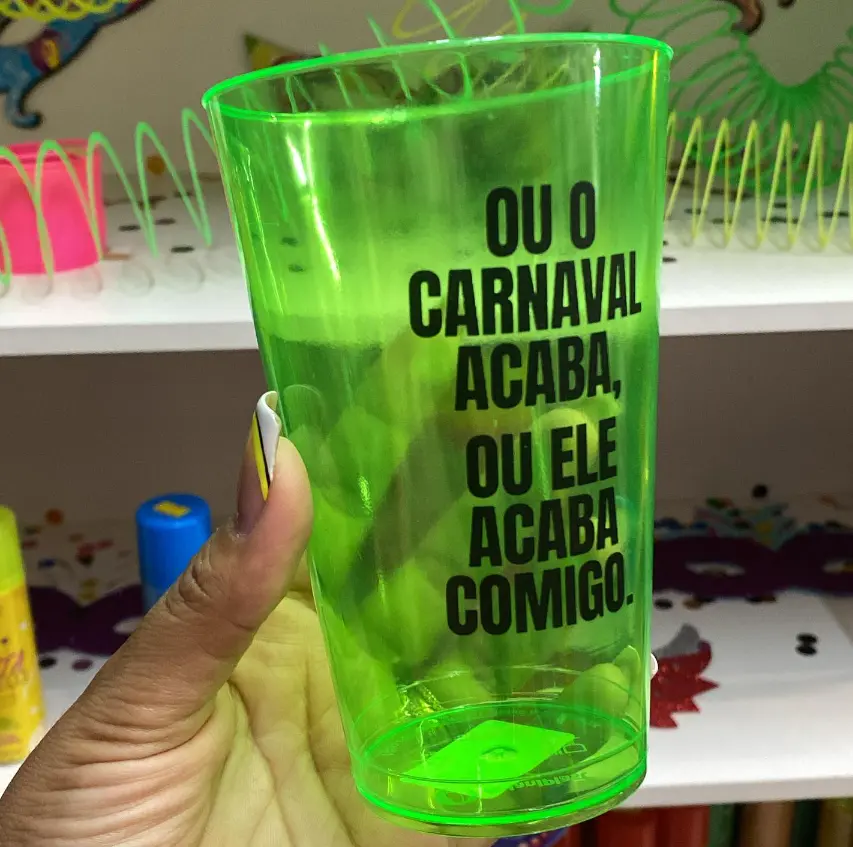 OU O
CARNAVAL
ACABA,
OU ELE
ACABA
COMIGO.